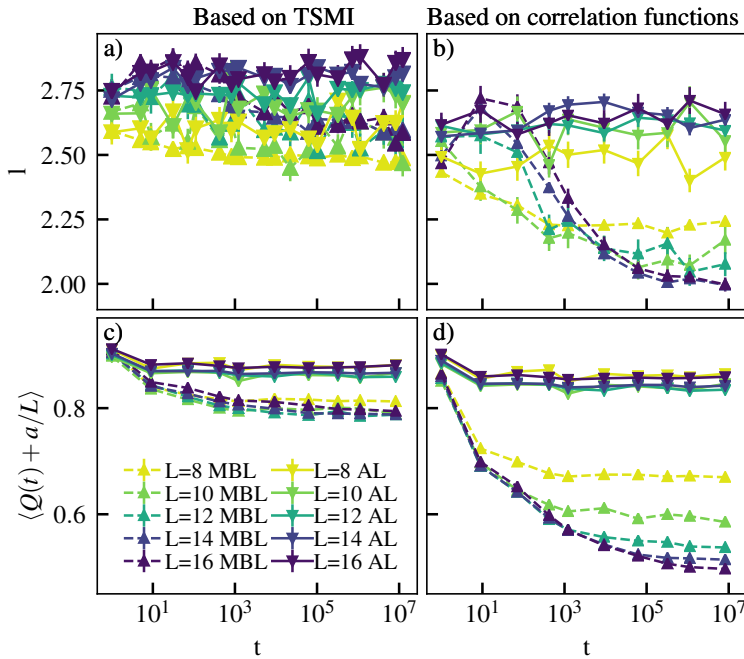 Based on TSMI
Based on correlation functions
a)
b)
2.75
2.50
2.25
2.00
l
c)
d)
0.8
0.6
⟨Q(t) + a/L⟩
L=8 MBL
L=10 MBL
L=12 MBL
L=14 MBL
L=16 MBL
L=8 AL
L=10 AL
L=12 AL
L=14 AL
L=16 AL
10¹ 10³ 10⁵ 10⁷
10¹ 10³ 10⁵ 10⁷
t
t